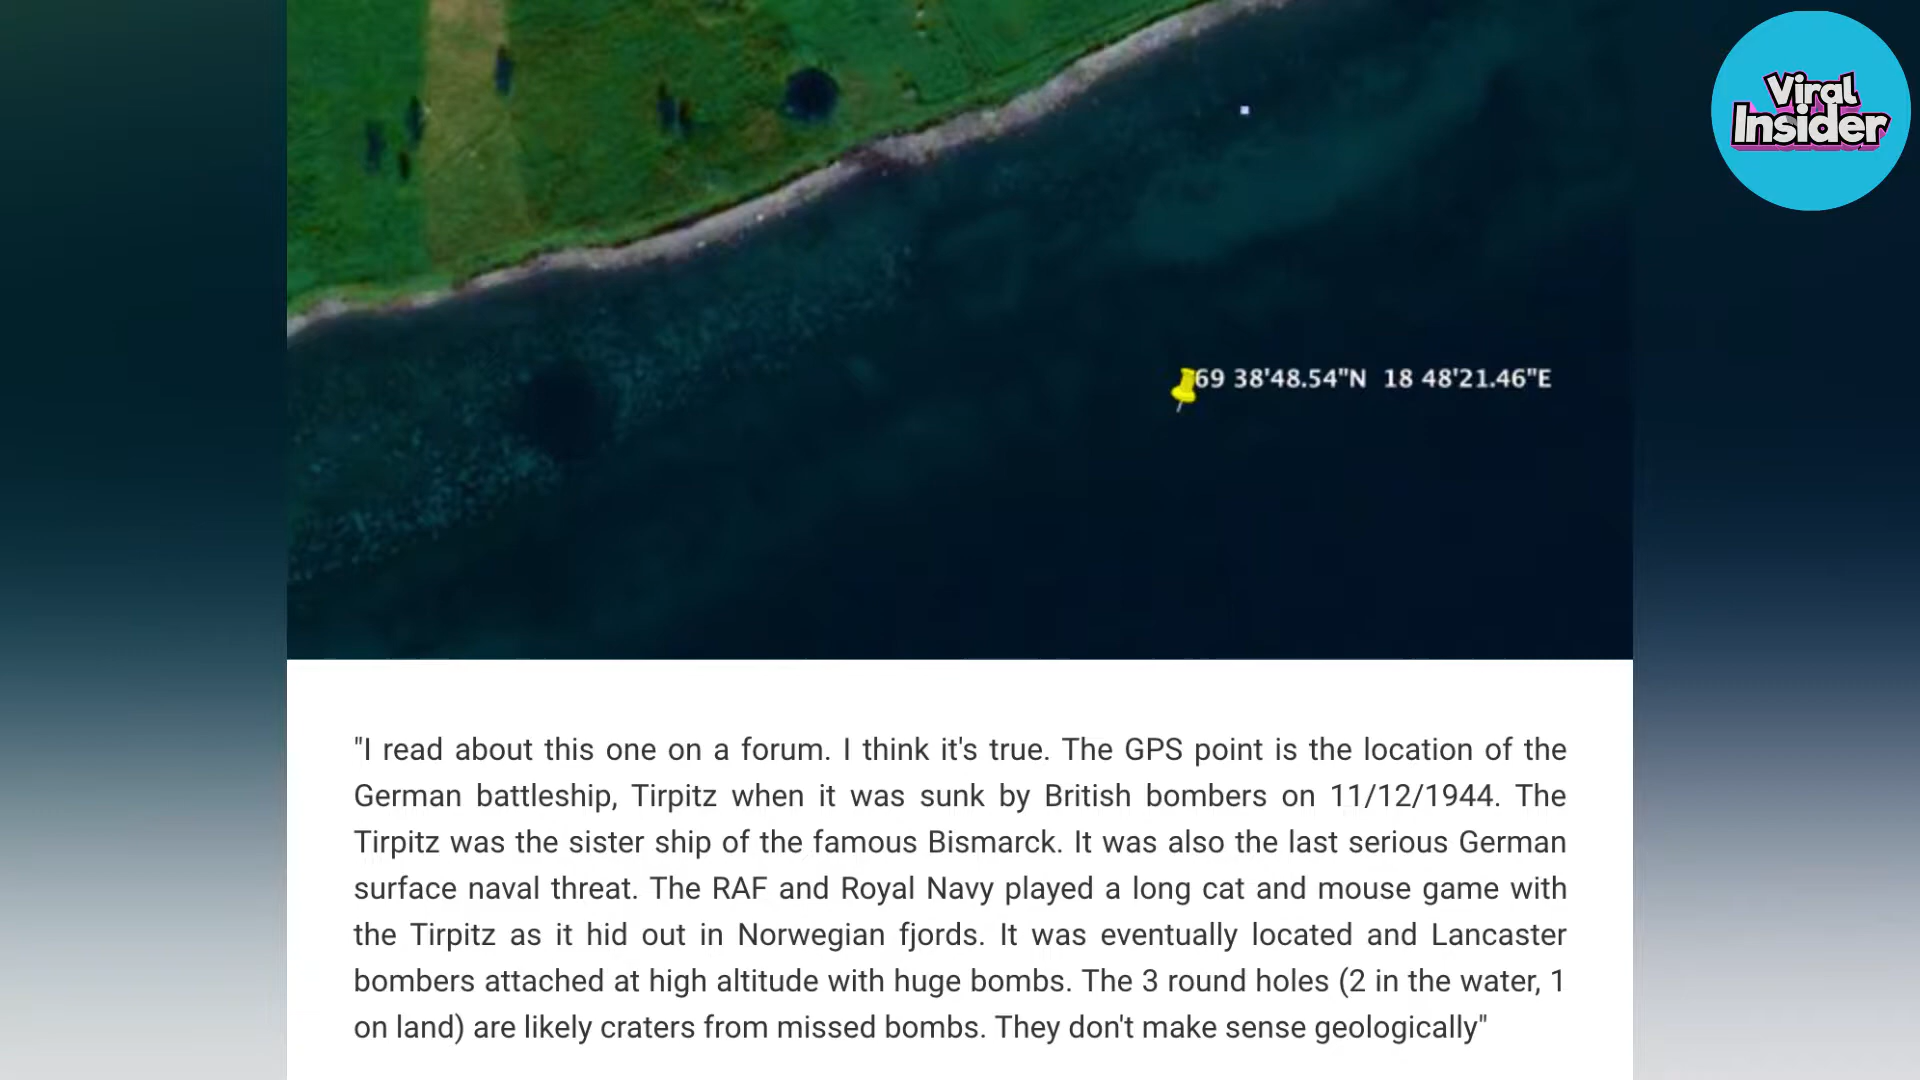 Viral
Insider
69 38'48.54"N  18 48'21.46"E
"I read about this one on a forum. I think it's true. The GPS point is the location of the
German battleship, Tirpitz when it was sunk by British bombers on 11/12/1944. The
Tirpitz was the sister ship of the famous Bismarck. It was also the last serious German
surface naval threat. The RAF and Royal Navy played a long cat and mouse game with
the Tirpitz as it hid out in Norwegian fjords. It was eventually located and Lancaster
bombers attached at high altitude with huge bombs. The 3 round holes (2 in the water, 1
on land) are likely craters from missed bombs. They don't make sense geologically"